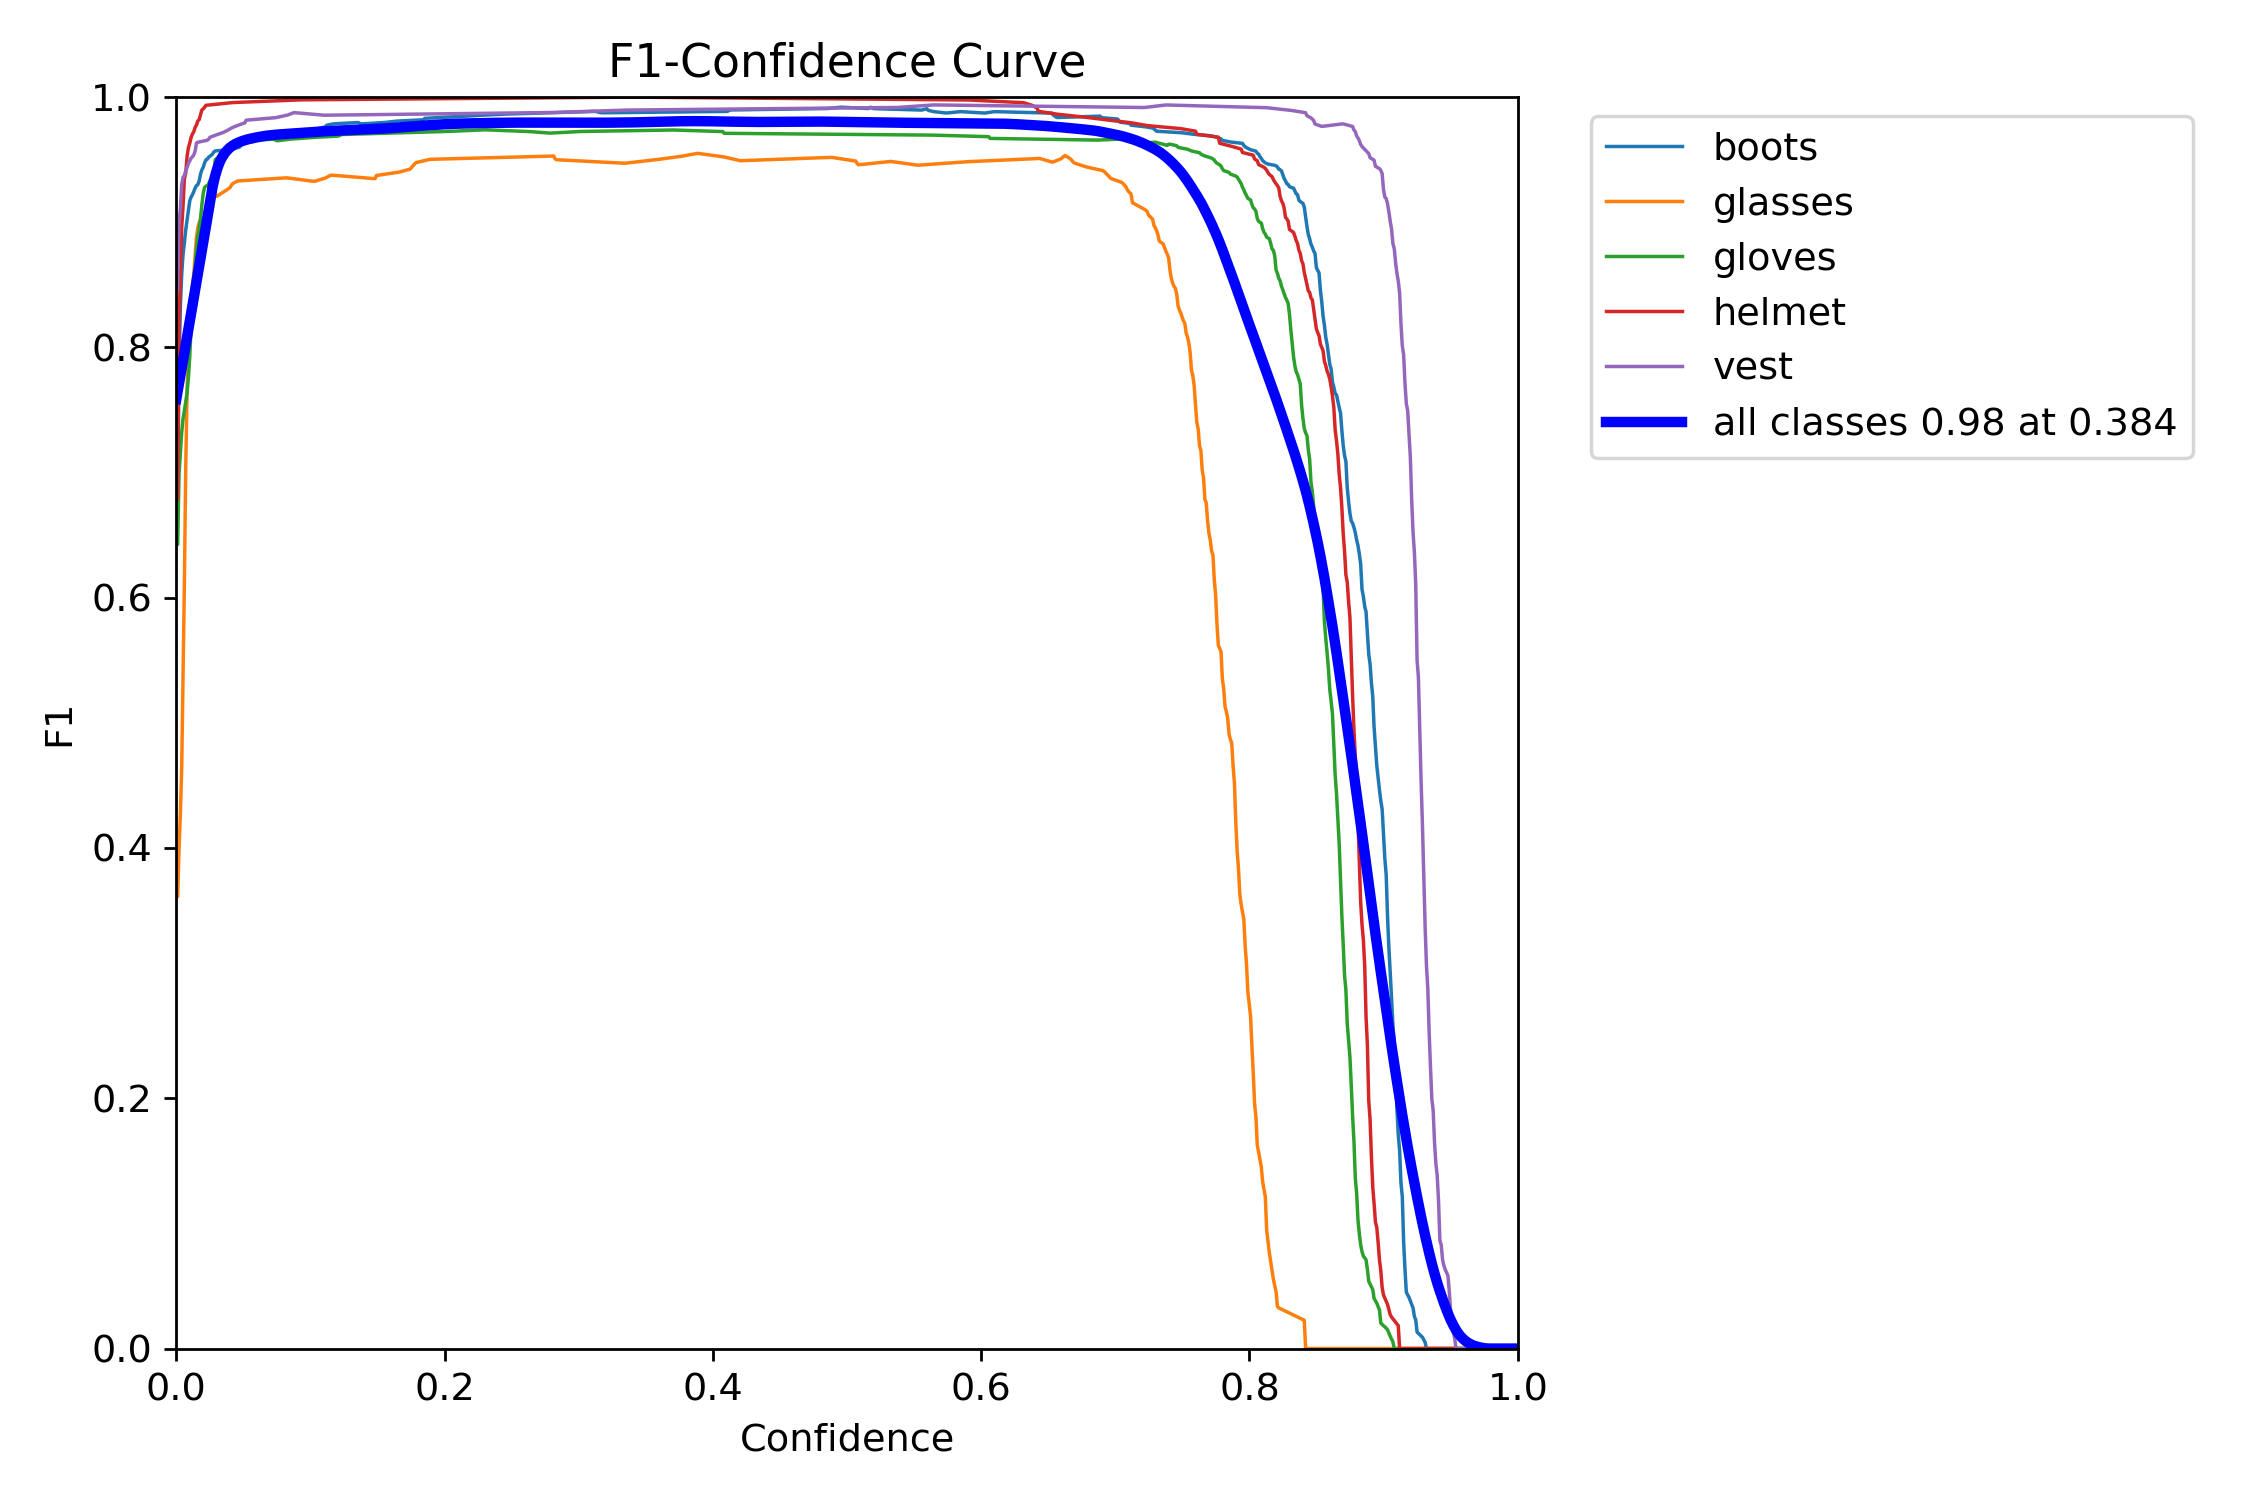 F1-Confidence Curve
1.0
0.8
0.6
0.4
0.2
0.0
F1
0.0 0.2 0.4 0.6 0.8 1.0
Confidence
boots
glasses
gloves
helmet
vest
all classes 0.98 at 0.384